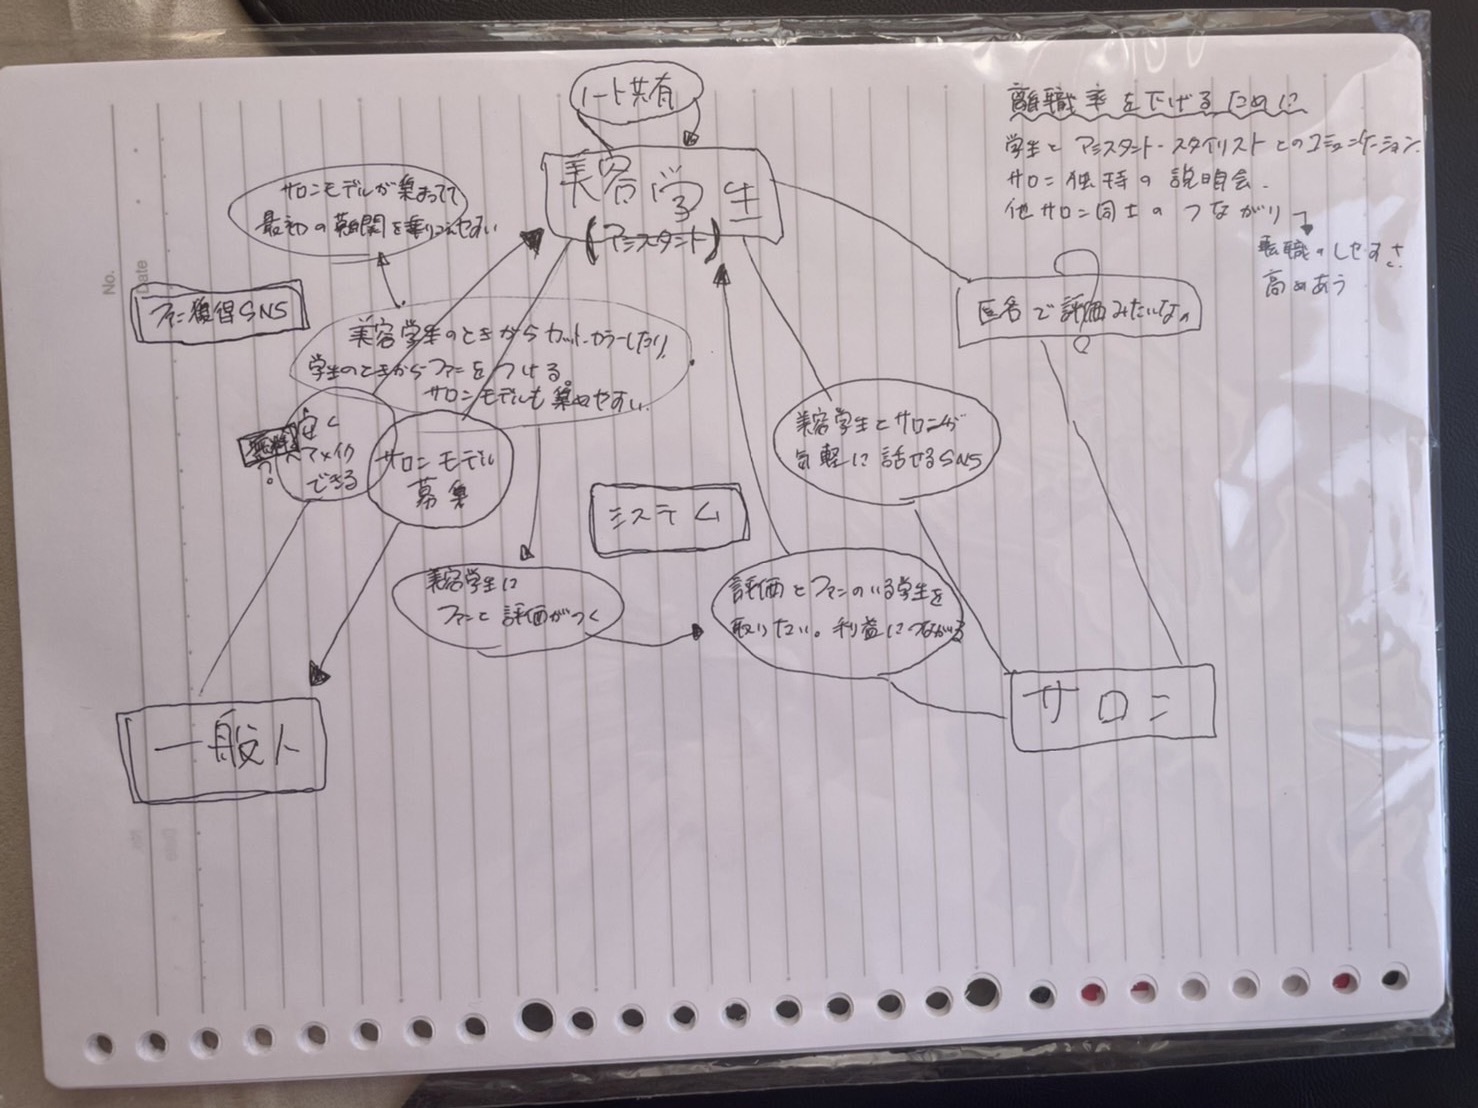 ノート共有
離職率を下げるために
学生とアシスタント・スタイリストとのコミュニケーション
サロン独特の説明会.
他サロン同士のつながり
転職のしやすさ
高めあう
美容学生
(アシスタント)
サロンモデルが集まってて
最初の難関を乗りこえやすい
No.
Date
ファン獲得SNS
匿名で評価みたいな。
美容学生のときからカット・カラーしたり、
学生のときからファンをつける。
サロンモデルも集めやすい.
安く
ヘアメイク
できる
無料
?
サロンモデル
募集
美容学生とサロンが
気軽に話せるSNS
システム
美容学生に
ファンと評価がつく
評価とファンのいる学生を
取りたい。利益につながる
一般人
サロン